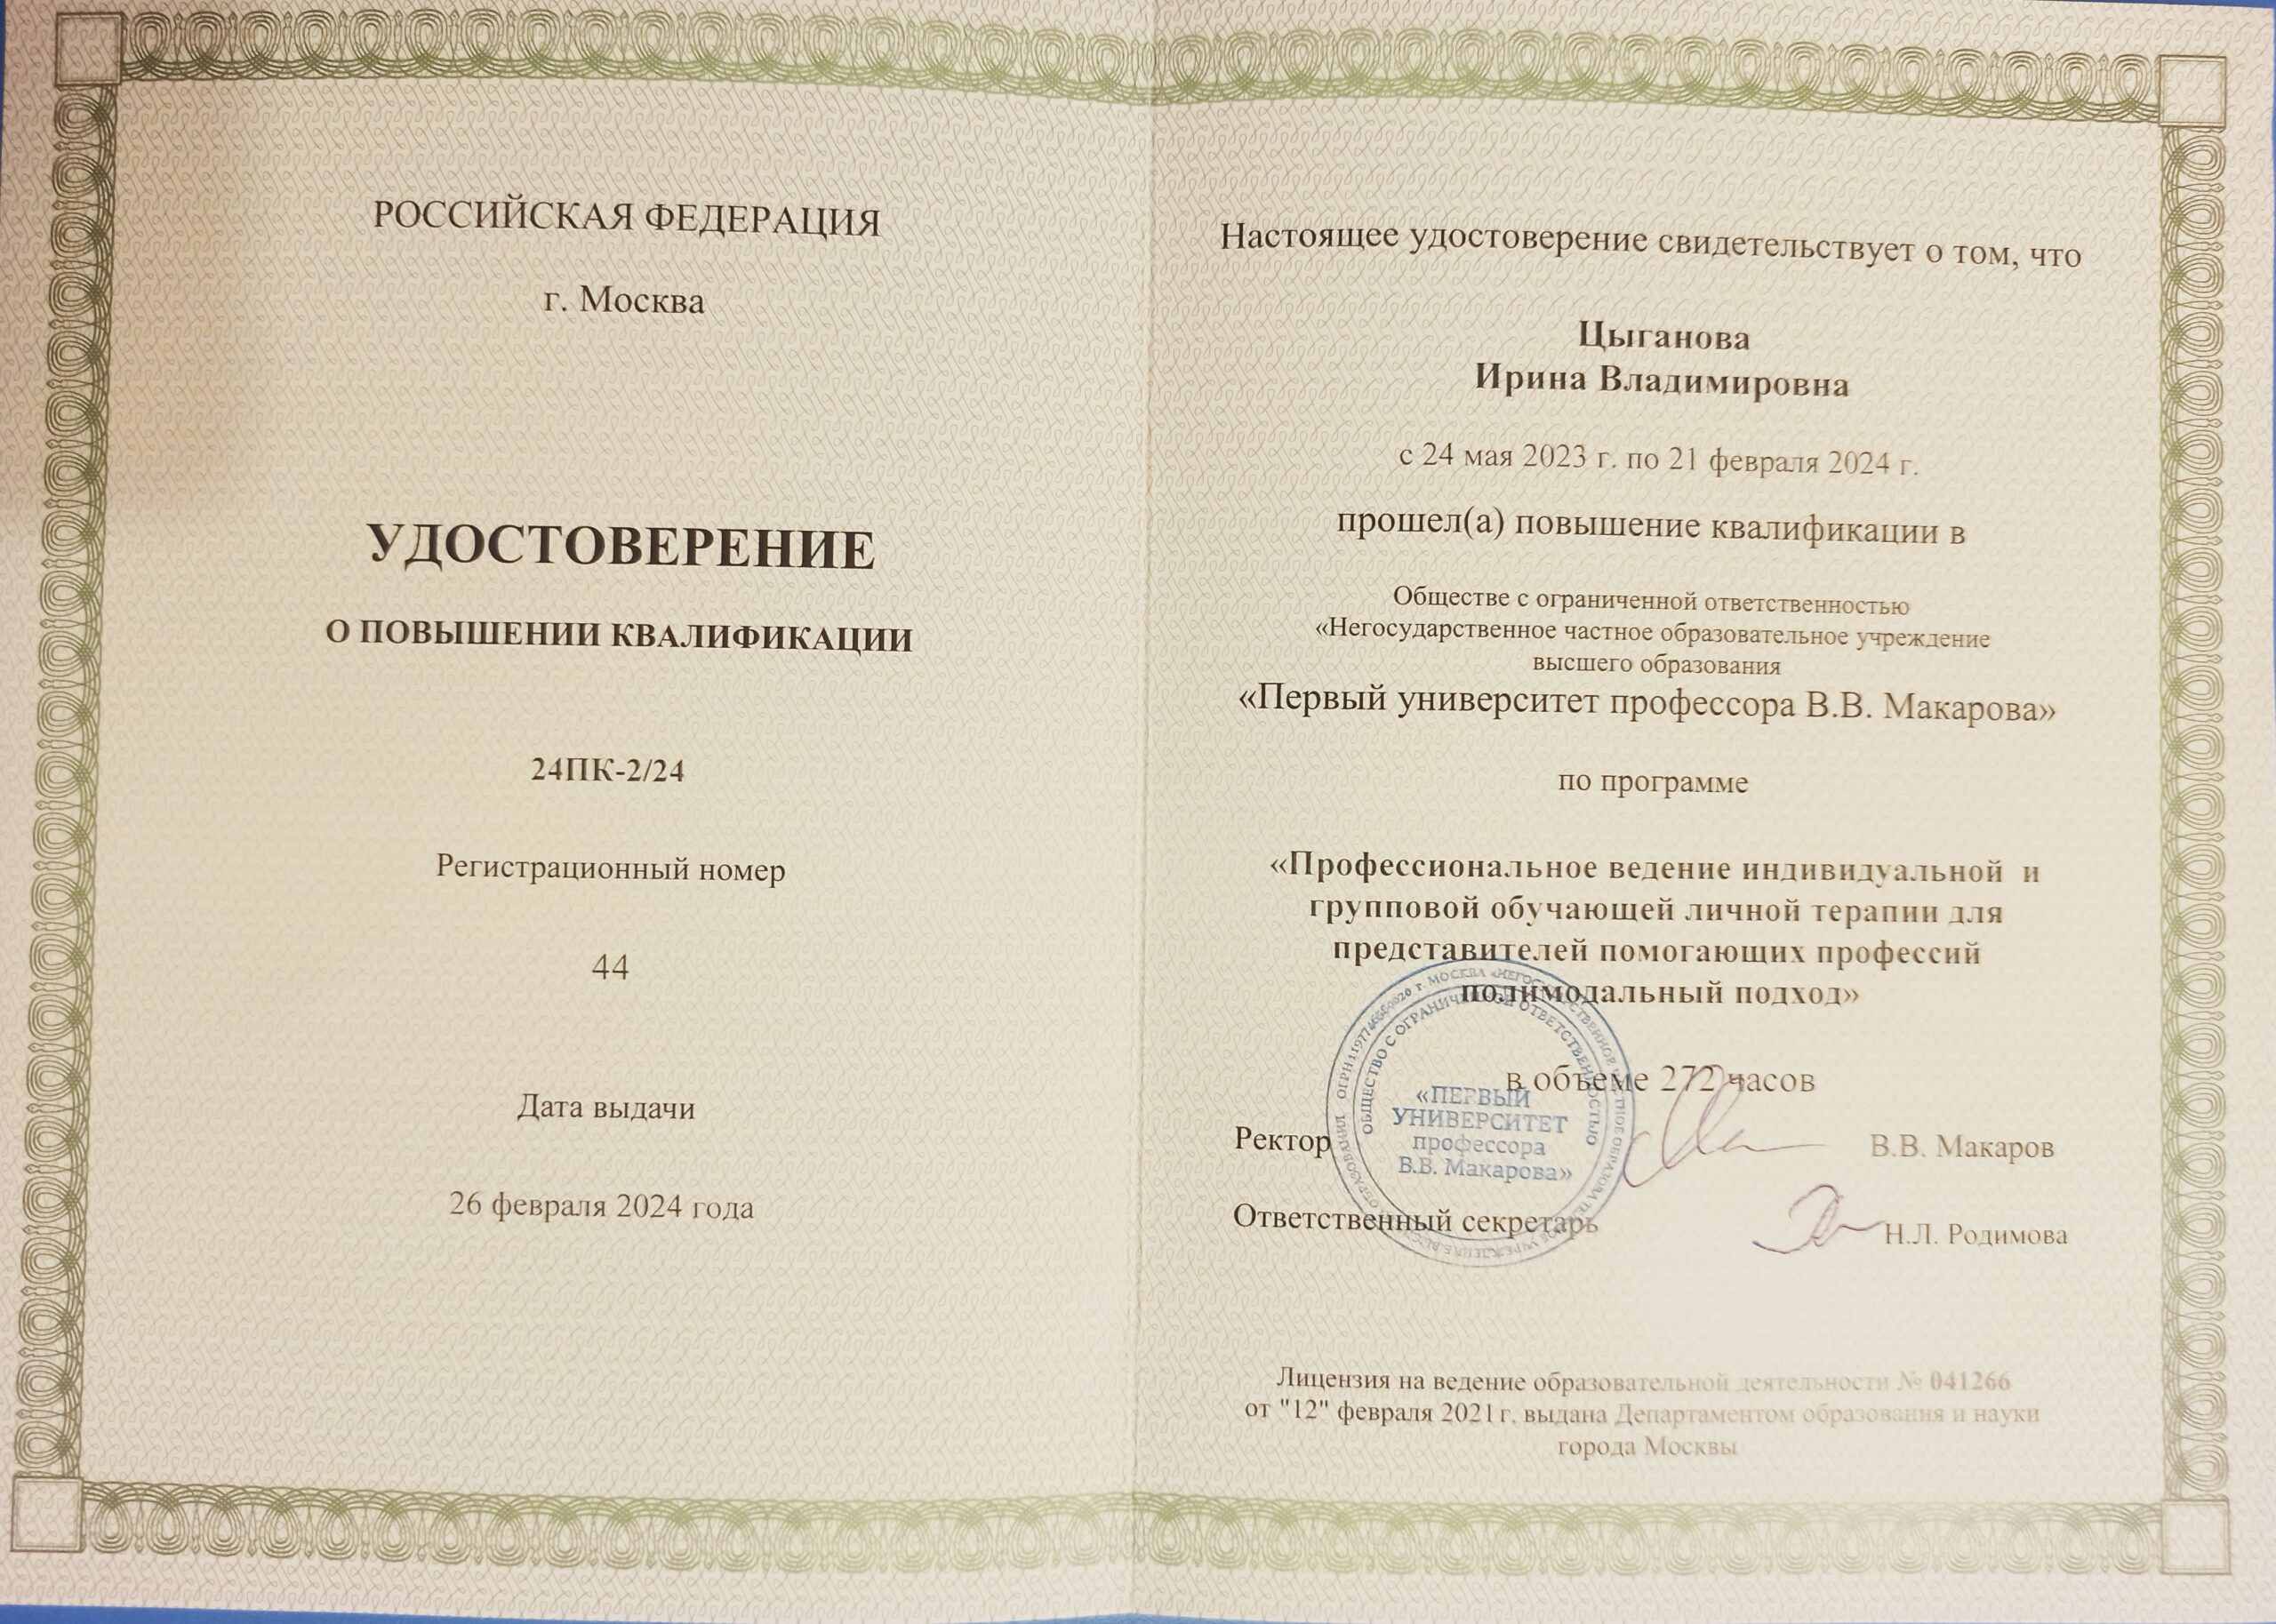 РОССИЙСКАЯ ФЕДЕРАЦИЯ
г. Москва
УДОСТОВЕРЕНИЕ
О ПОВЫШЕНИИ КВАЛИФИКАЦИИ
24ПК-2/24
Регистрационный номер
44
Дата выдачи
26 февраля 2024 года
Настоящее удостоверение свидетельствует о том, что
Цыганова
Ирина Владимировна
с 24 мая 2023 г. по 21 февраля 2024 г.
прошел(а) повышение квалификации в
Обществе с ограниченной ответственностью
«Негосударственное частное образовательное учреждение
высшего образования
«Первый университет профессора В.В. Макарова»
по программе
«Профессиональное ведение индивидуальной и
групповой обучающей личной терапии для
представителей помогающих профессий
полимодальный подход»
в объеме 272 часов
Ректор
В.В. Макаров
Ответственный секретарь
Н.Л. Родимова
ОБЩЕСТВО С ОГРАНИЧЕННОЙ ОТВЕТСТВЕННОСТЬЮ
«ПЕРВЫЙ
УНИВЕРСИТЕТ
профессора
В.В. Макарова»
Лицензия на ведение образовательной деятельности № 041266
от "12" февраля 2021г. выдана Департаментом образования и науки
города Москвы